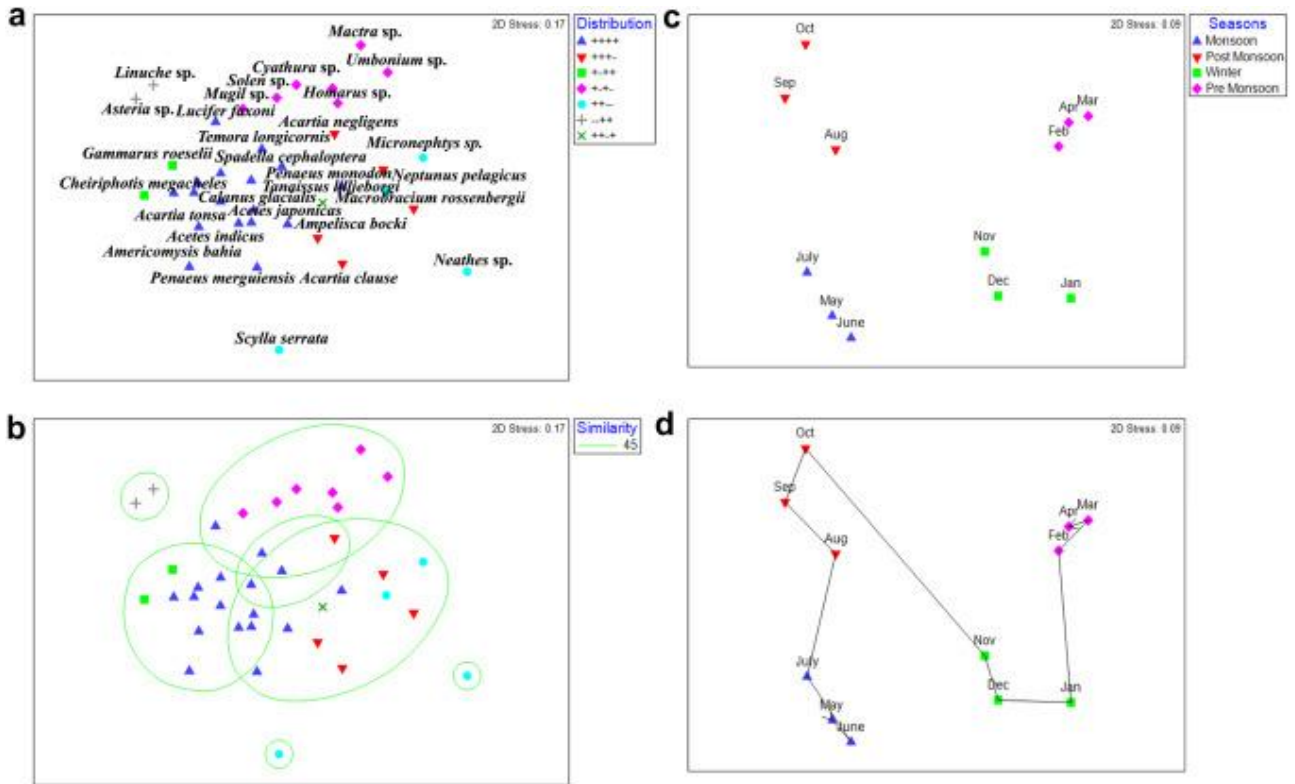 a
2D Stress: 0.17
Mactra sp.
Umbonium sp.
Linuche sp.
Cyathura sp.
Solen sp.
Mugil sp.
Homarus sp.
Asteria sp.
Lucifer faxoni
Acartia negligens
Temora longicornis
Micronephtys sp.
Gammarus roeselii
Spadella cephaloptera
Penaeus monodon
Neptunus pelagicus
Cheiriphotis megacheles
Tanaissus lilljeborgi
Calanus glacialis
Macrobracium rossenbergii
Acartia tonsa
Acetes japonicas
Ampelisca bocki
Acetes indicus
Americomysis bahia
Neathes sp.
Penaeus merguiensis
Acartia clause
Scylla serrata
Distribution
++++
+++-
+-++
+-+-
++--
--++
++-+
c
2D Stress: 0.09
Oct
Sep
Aug
Apr
Mar
Feb
Nov
July
Dec
Jan
May
June
Seasons
Monsoon
Post Monsoon
Winter
Pre Monsoon
b
2D Stress: 0.17
Similarity
45
d
2D Stress: 0.09
Oct
Sep
Aug
Apr
Mar
Feb
Nov
July
Dec
Jan
May
June